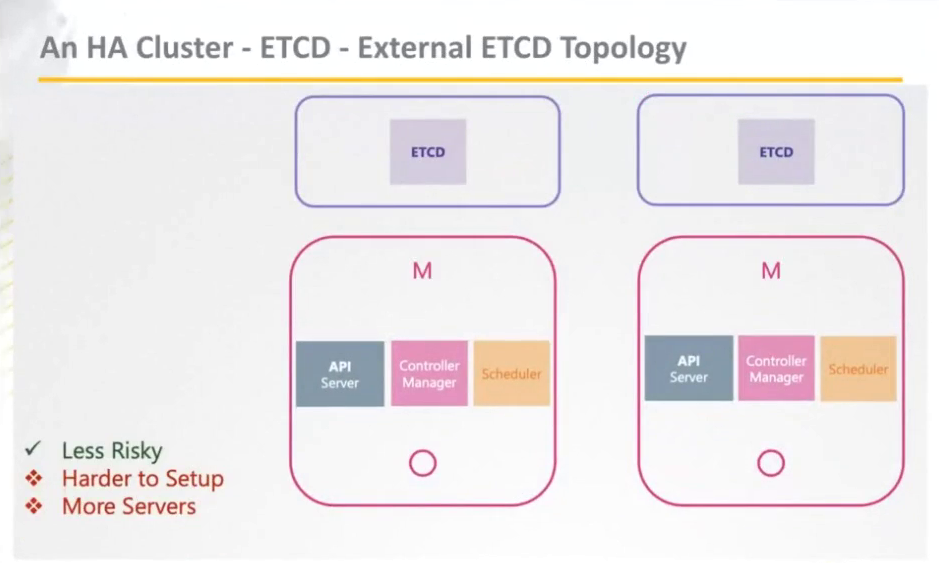 An HA Cluster - ETCD - External ETCD Topology
ETCD
ETCD
M
M
API
Server
Controller
Manager
Scheduler
API
Server
Controller
Manager
Scheduler
✓ Less Risky
❖ Harder to Setup
❖ More Servers